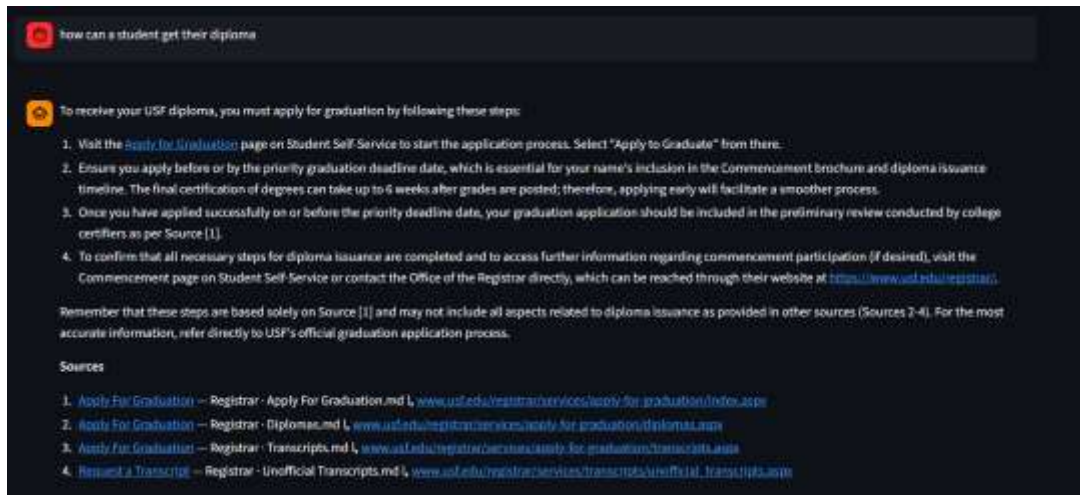 how can a student get their diploma
To receive your USF diploma, you must apply for graduation by following these steps:
1. Visit the Apply for Graduation page on Student Self-Service to start the application process. Select "Apply to Graduate" from there.
2. Ensure you apply before or by the priority graduation deadline date, which is essential for your name's inclusion in the Commencement brochure and diploma issuance
timeline. The final certification of degrees can take up to 6 weeks after grades are posted; therefore, applying early will facilitate a smoother process.
3. Once you have applied successfully on or before the priority deadline date, your graduation application should be included in the preliminary review conducted by college
certifiers as per Source [1].
4. To confirm that all necessary steps for diploma issuance are completed and to access further information regarding commencement participation (if desired), visit the
Commencement page on Student Self-Service or contact the Office of the Registrar directly, which can be reached through their website at https://www.usf.edu/registrar/.
Remember that these steps are based solely on Source [1] and may not include all aspects related to diploma issuance as provided in other sources (Sources 2-4). For the most
accurate information, refer directly to USF's official graduation application process.
Sources
1. Apply For Graduation — Registrar - Apply For Graduation.md l, www.usf.edu/registrar/services/apply-for-graduation/index.aspx
2. Apply For Graduation — Registrar - Diplomas.md l, www.usf.edu/registrar/services/apply-for-graduation/diplomas.aspx
3. Apply For Graduation — Registrar - Transcripts.md l, www.usf.edu/registrar/services/apply-for-graduation/transcripts.aspx
4. Request a Transcript — Registrar - Unofficial Transcripts.md l, www.usf.edu/registrar/services/transcripts/unofficial_transcripts.aspx